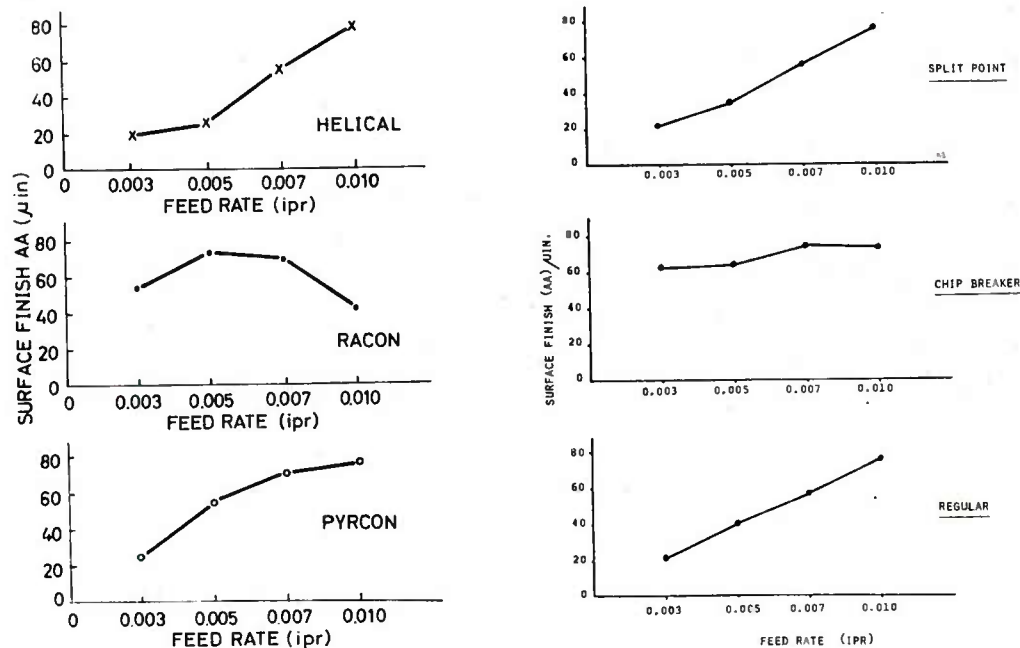 SURFACE FINISH AA (μin)
80
60
40
20
0
0 0.003 0.005 0.007 0.010
FEED RATE (ipr)
HELICAL
80
60
40
20
0
0 0.003 0.005 0.007 0.010
FEED RATE (ipr)
RACON
80
60
40
20
0
0 0.003 0.005 0.007 0.010
FEED RATE (ipr)
PYRCON
SURFACE FINISH (AA) μIN.
80
60
40
20
0
0.003 0.005 0.007 0.010
SPLIT POINT
80
60
40
20
0
0.003 0.005 0.007 0.010
CHIP BREAKER
80
60
40
20
0
0.003 0.005 0.007 0.010
FEED RATE (IPR)
REGULAR